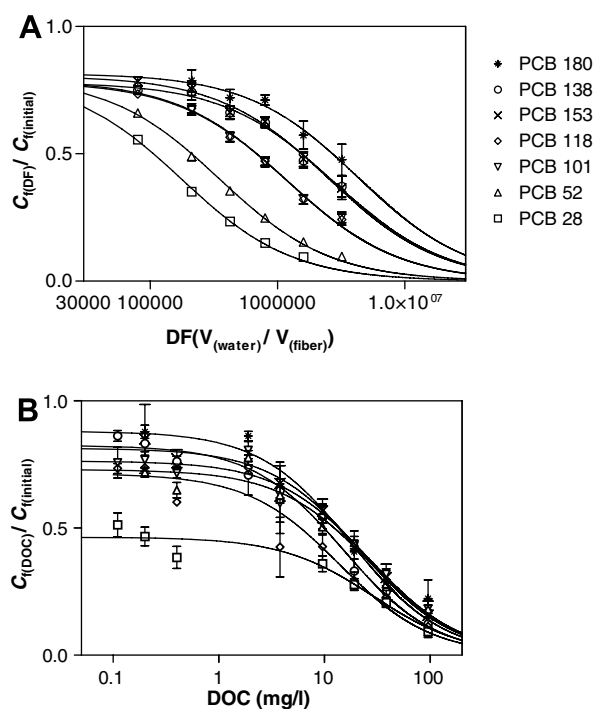 A
1.0
0.5
0.0
C_f(DF)/ C_f(initial)
30000 100000 1000000 1.0×10^07
DF(V_(water)/ V_(fiber))
PCB 180
PCB 138
PCB 153
PCB 118
PCB 101
PCB 52
PCB 28
B
1.0
0.5
0.0
C_f(DOC)/ C_f(initial)
0.1 1 10 100
DOC (mg/l)